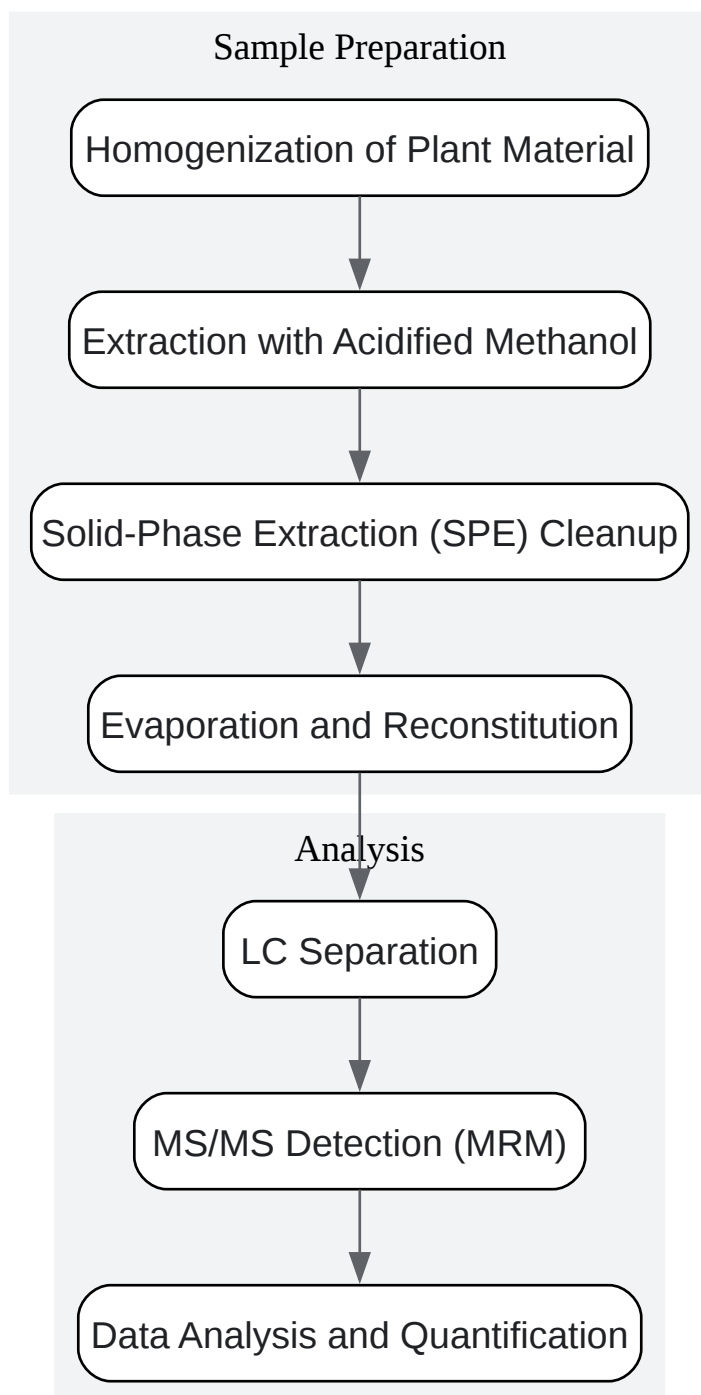 Sample Preparation
Homogenization of Plant Material
Extraction with Acidified Methanol
Solid-Phase Extraction (SPE) Cleanup
Evaporation and Reconstitution
Analysis
LC Separation
MS/MS Detection (MRM)
Data Analysis and Quantification